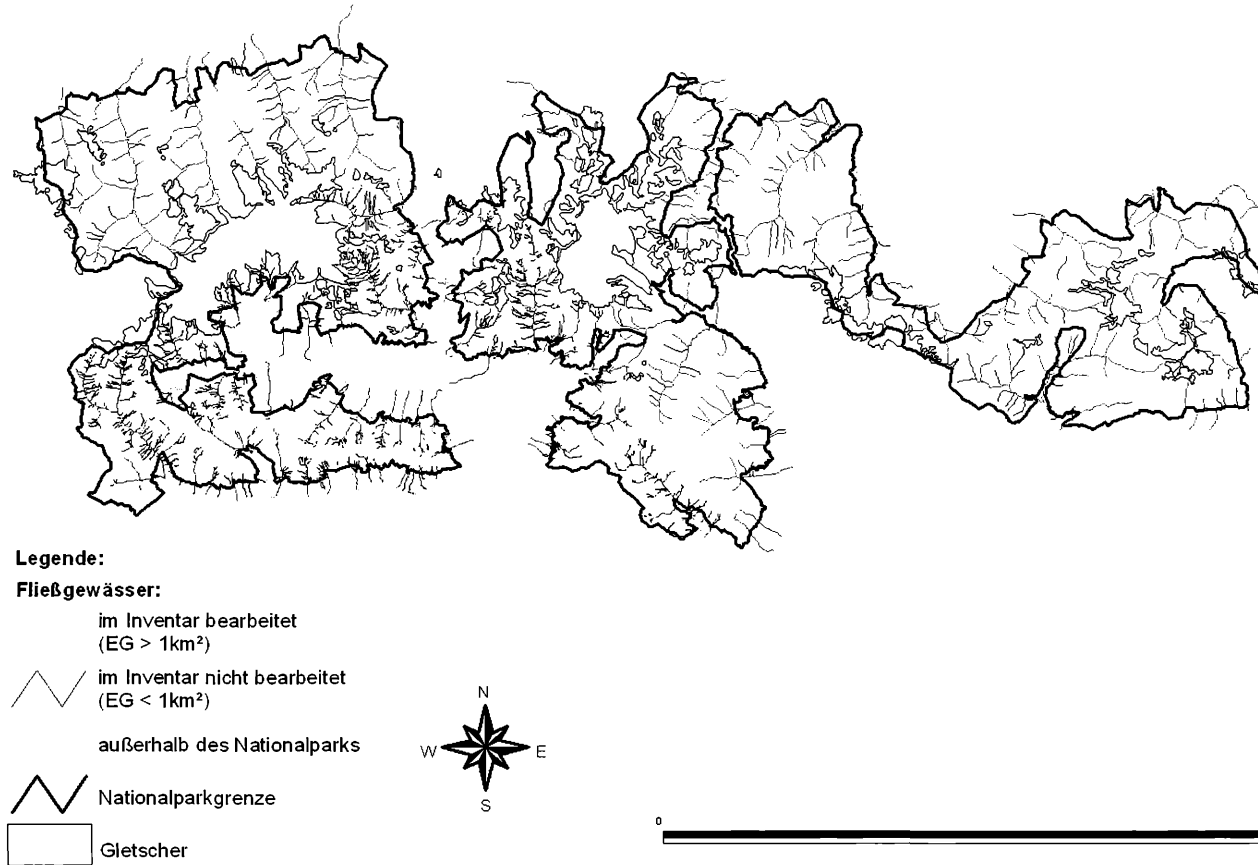 Legende:
Fließgewässer:
im Inventar bearbeitet
(EG > 1km²)
im Inventar nicht bearbeitet
(EG < 1km²)
außerhalb des Nationalparks
Nationalparkgrenze
Gletscher
N
W E
S
0